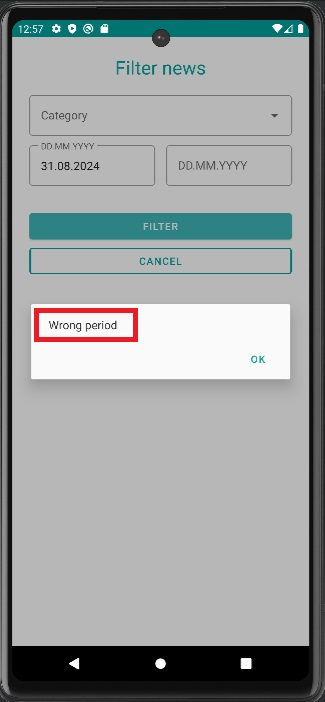 12:57
Filter news
Category
DD.MM.YYYY
31.08.2024
DD.MM.YYYY
FILTER
CANCEL
Wrong period
OK